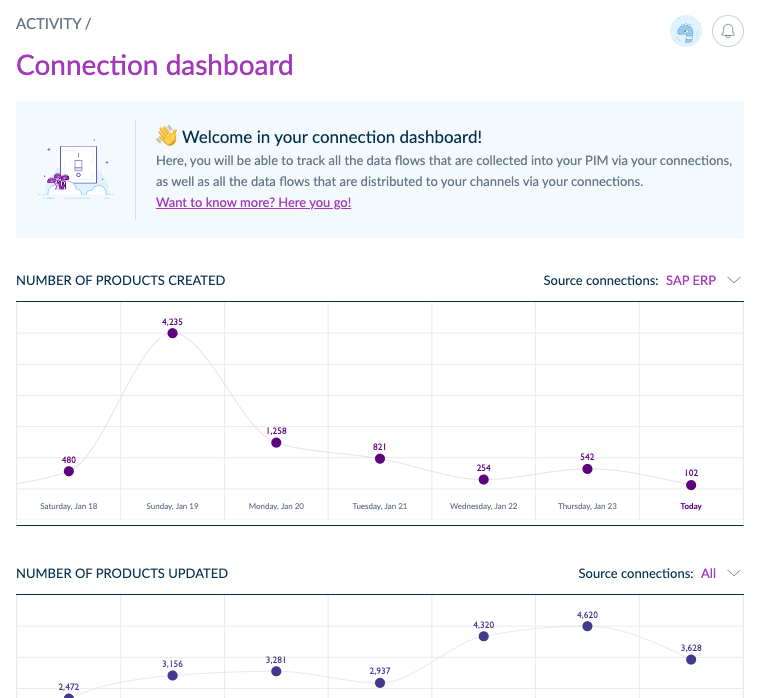 ACTIVITY /
Connection dashboard
👋 Welcome in your connection dashboard!
Here, you will be able to track all the data flows that are collected into your PIM via your connections,
as well as all the data flows that are distributed to your channels via your connections.
Want to know more? Here you go!
NUMBER OF PRODUCTS CREATED
Source connections: SAP ERP
4,235
1,258
821
480
254
542
102
Saturday, Jan 18
Sunday, Jan 19
Monday, Jan 20
Tuesday, Jan 21
Wednesday, Jan 22
Thursday, Jan 23
Today
NUMBER OF PRODUCTS UPDATED
Source connections: All
2,472
3,156
3,281
2,937
4,320
4,620
3,628